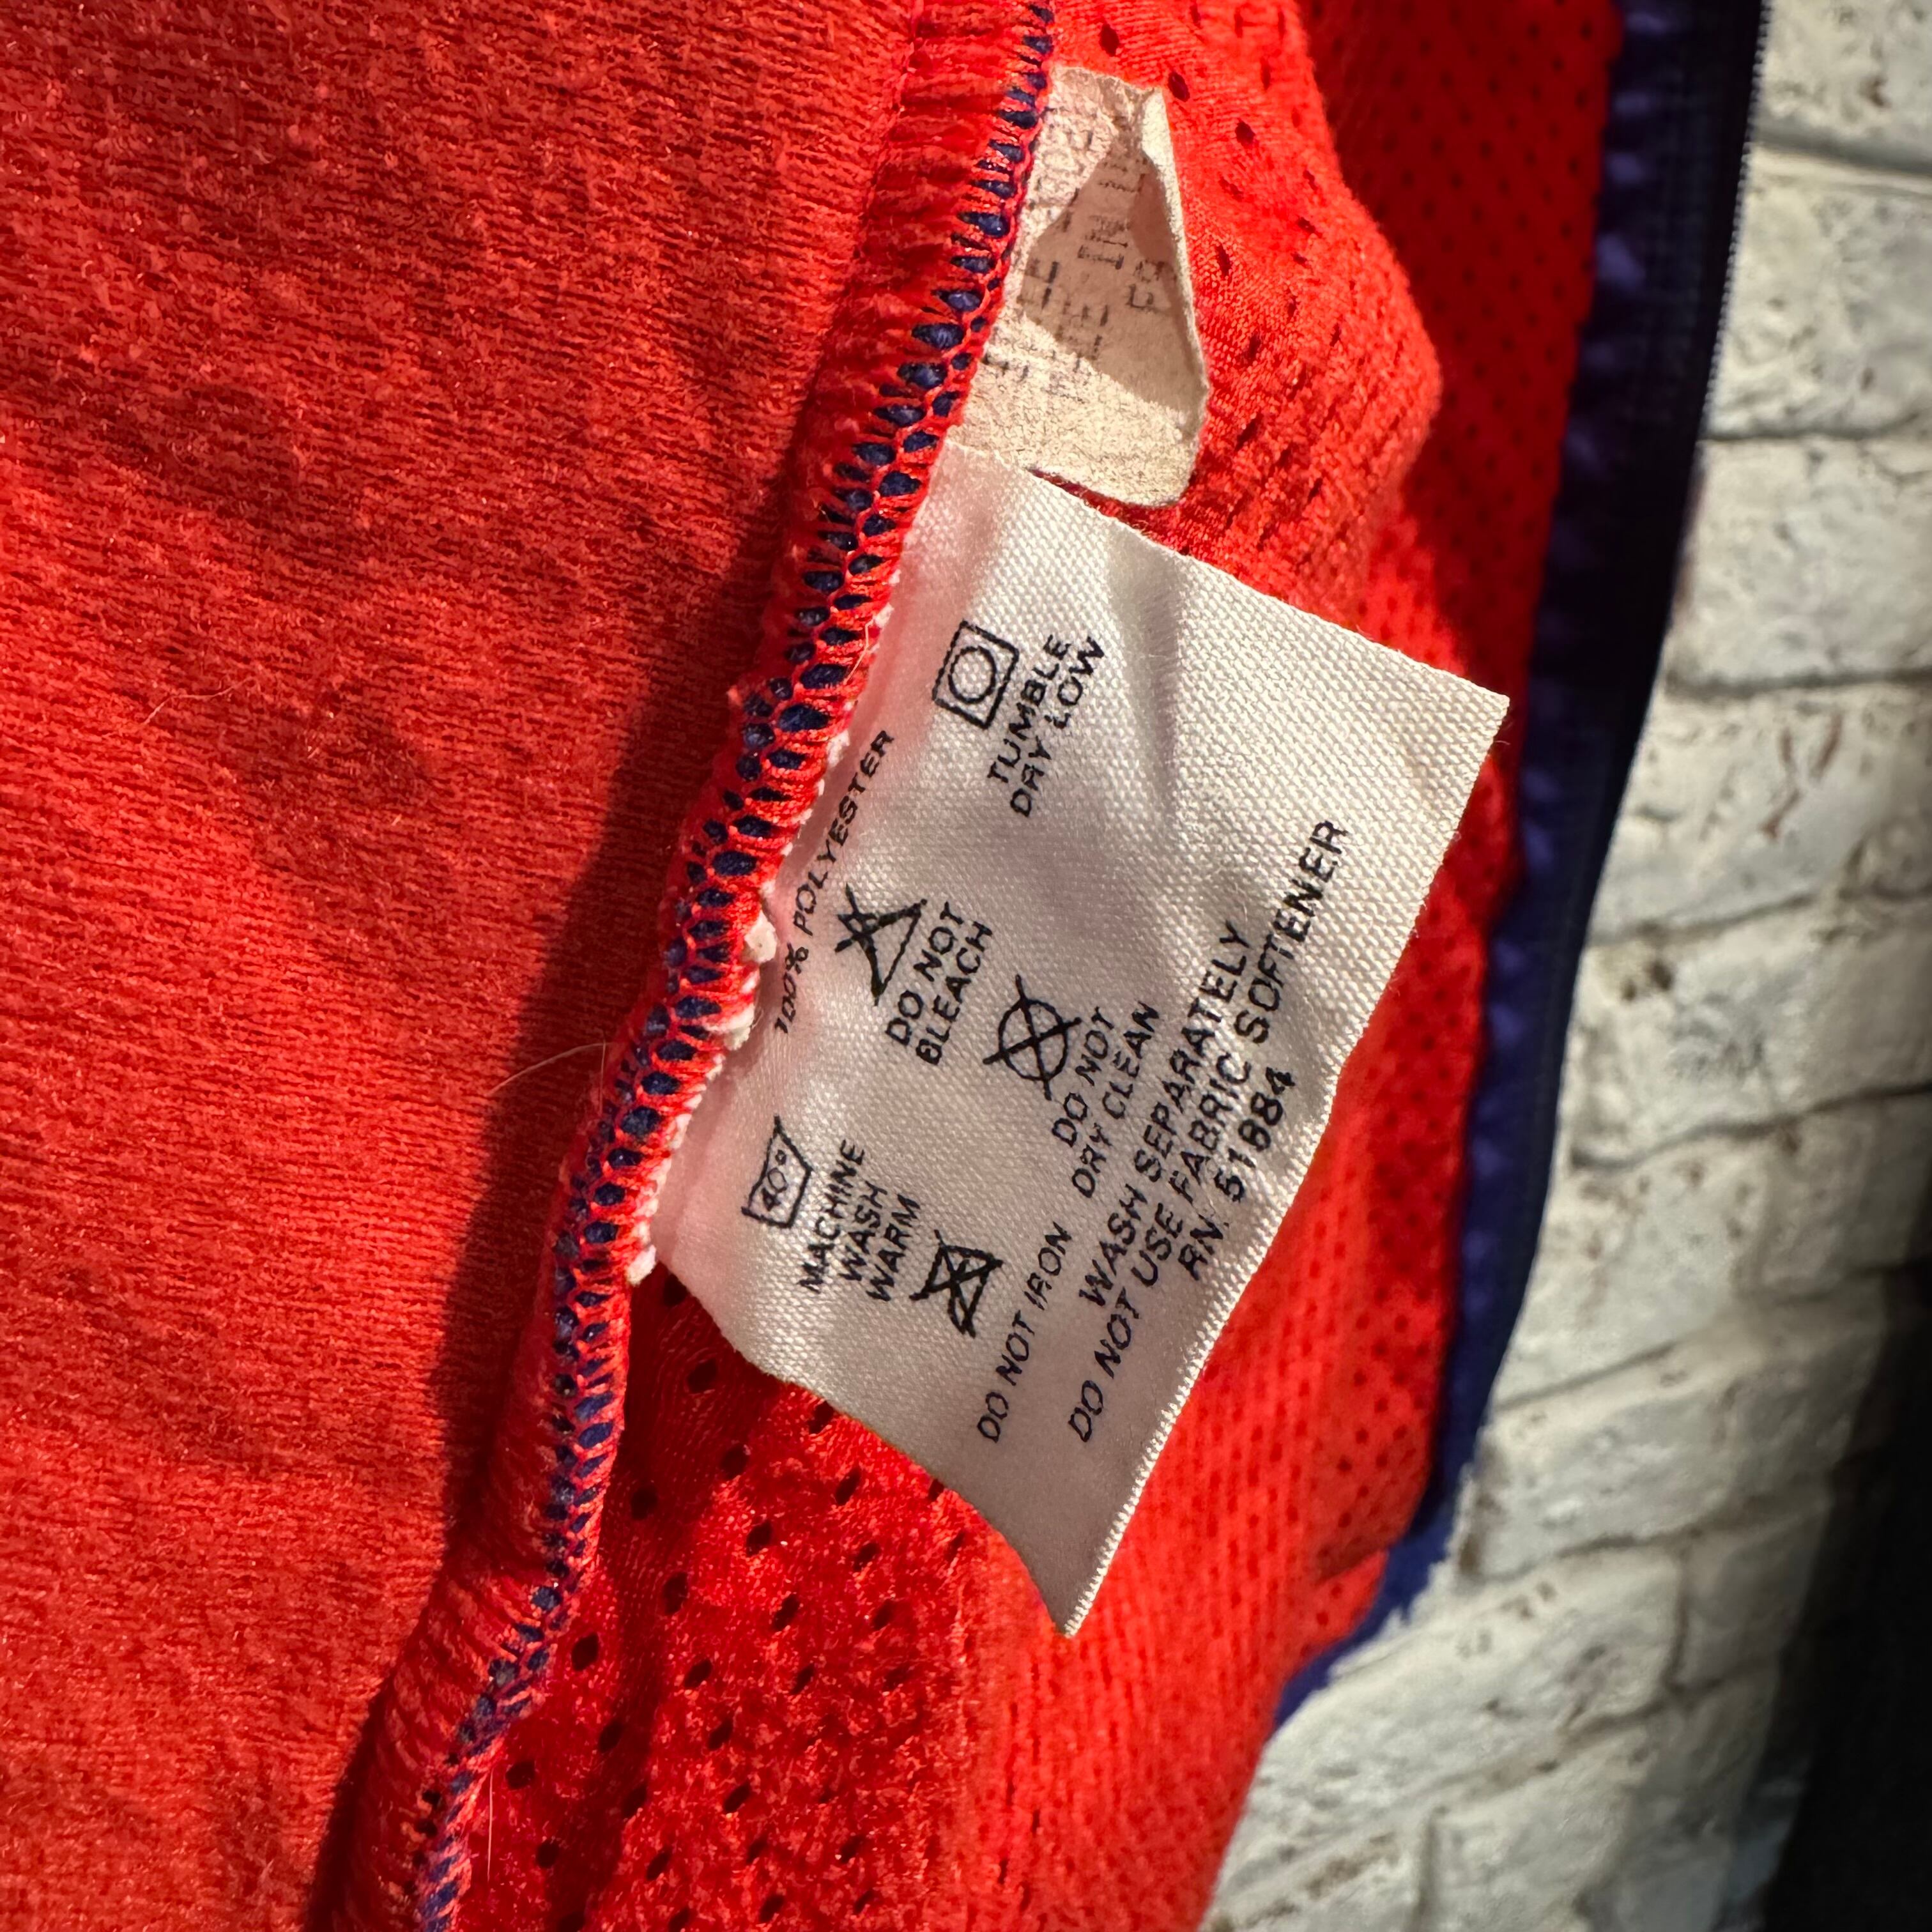 100% POLYESTER
40°
MACHINE
WASH
WARM
DO NOT
BLEACH
TUMBLE
DRY LOW
DO NOT IRON
DO NOT
DRY CLEAN
WASH SEPARATELY
DO NOT USE FABRIC SOFTENER
RN 51884